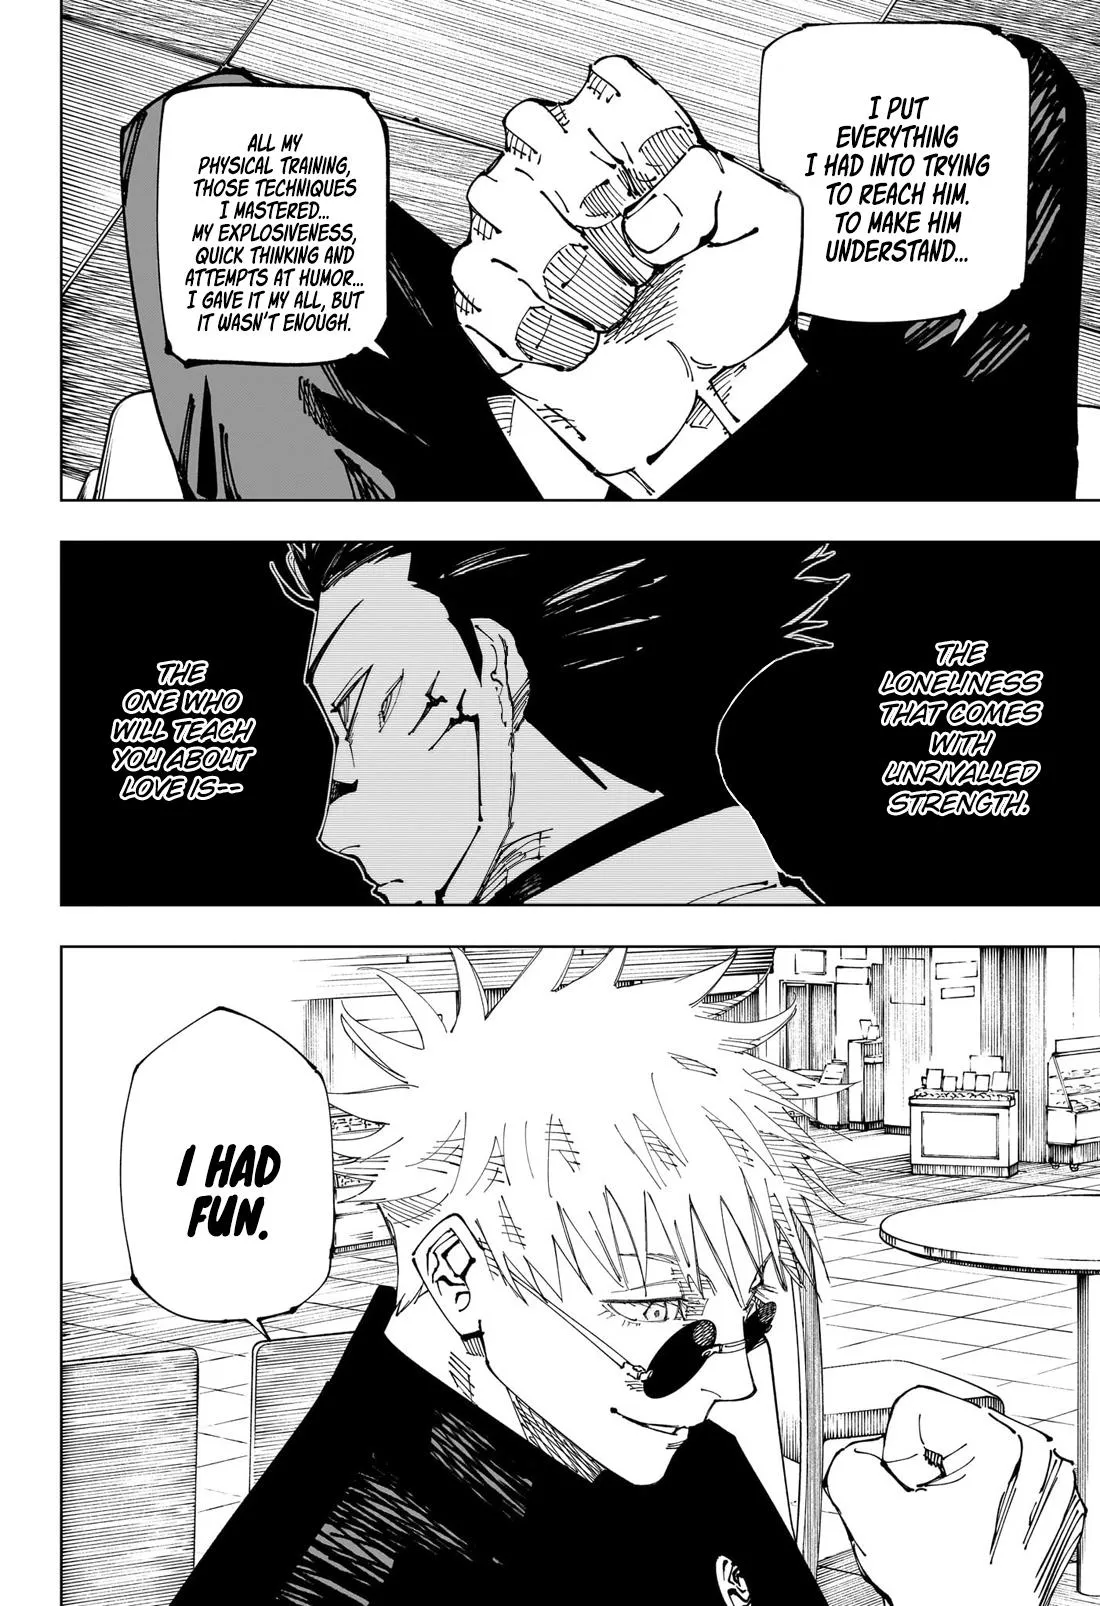 I PUT
EVERYTHING
I HAD INTO TRYING
TO REACH HIM.
TO MAKE HIM
UNDERSTAND...
ALL MY
PHYSICAL TRAINING,
THOSE TECHNIQUES
I MASTERED...
MY EXPLOSIVENESS,
QUICK THINKING AND
ATTEMPTS AT HUMOR...
I GAVE IT MY ALL, BUT
IT WASN'T ENOUGH.
THE
LONELINESS
THAT COMES
WITH
UNRIVALLED
STRENGTH.
THE
ONE WHO
WILL TEACH
YOU ABOUT
LOVE IS--
I HAD
FUN.